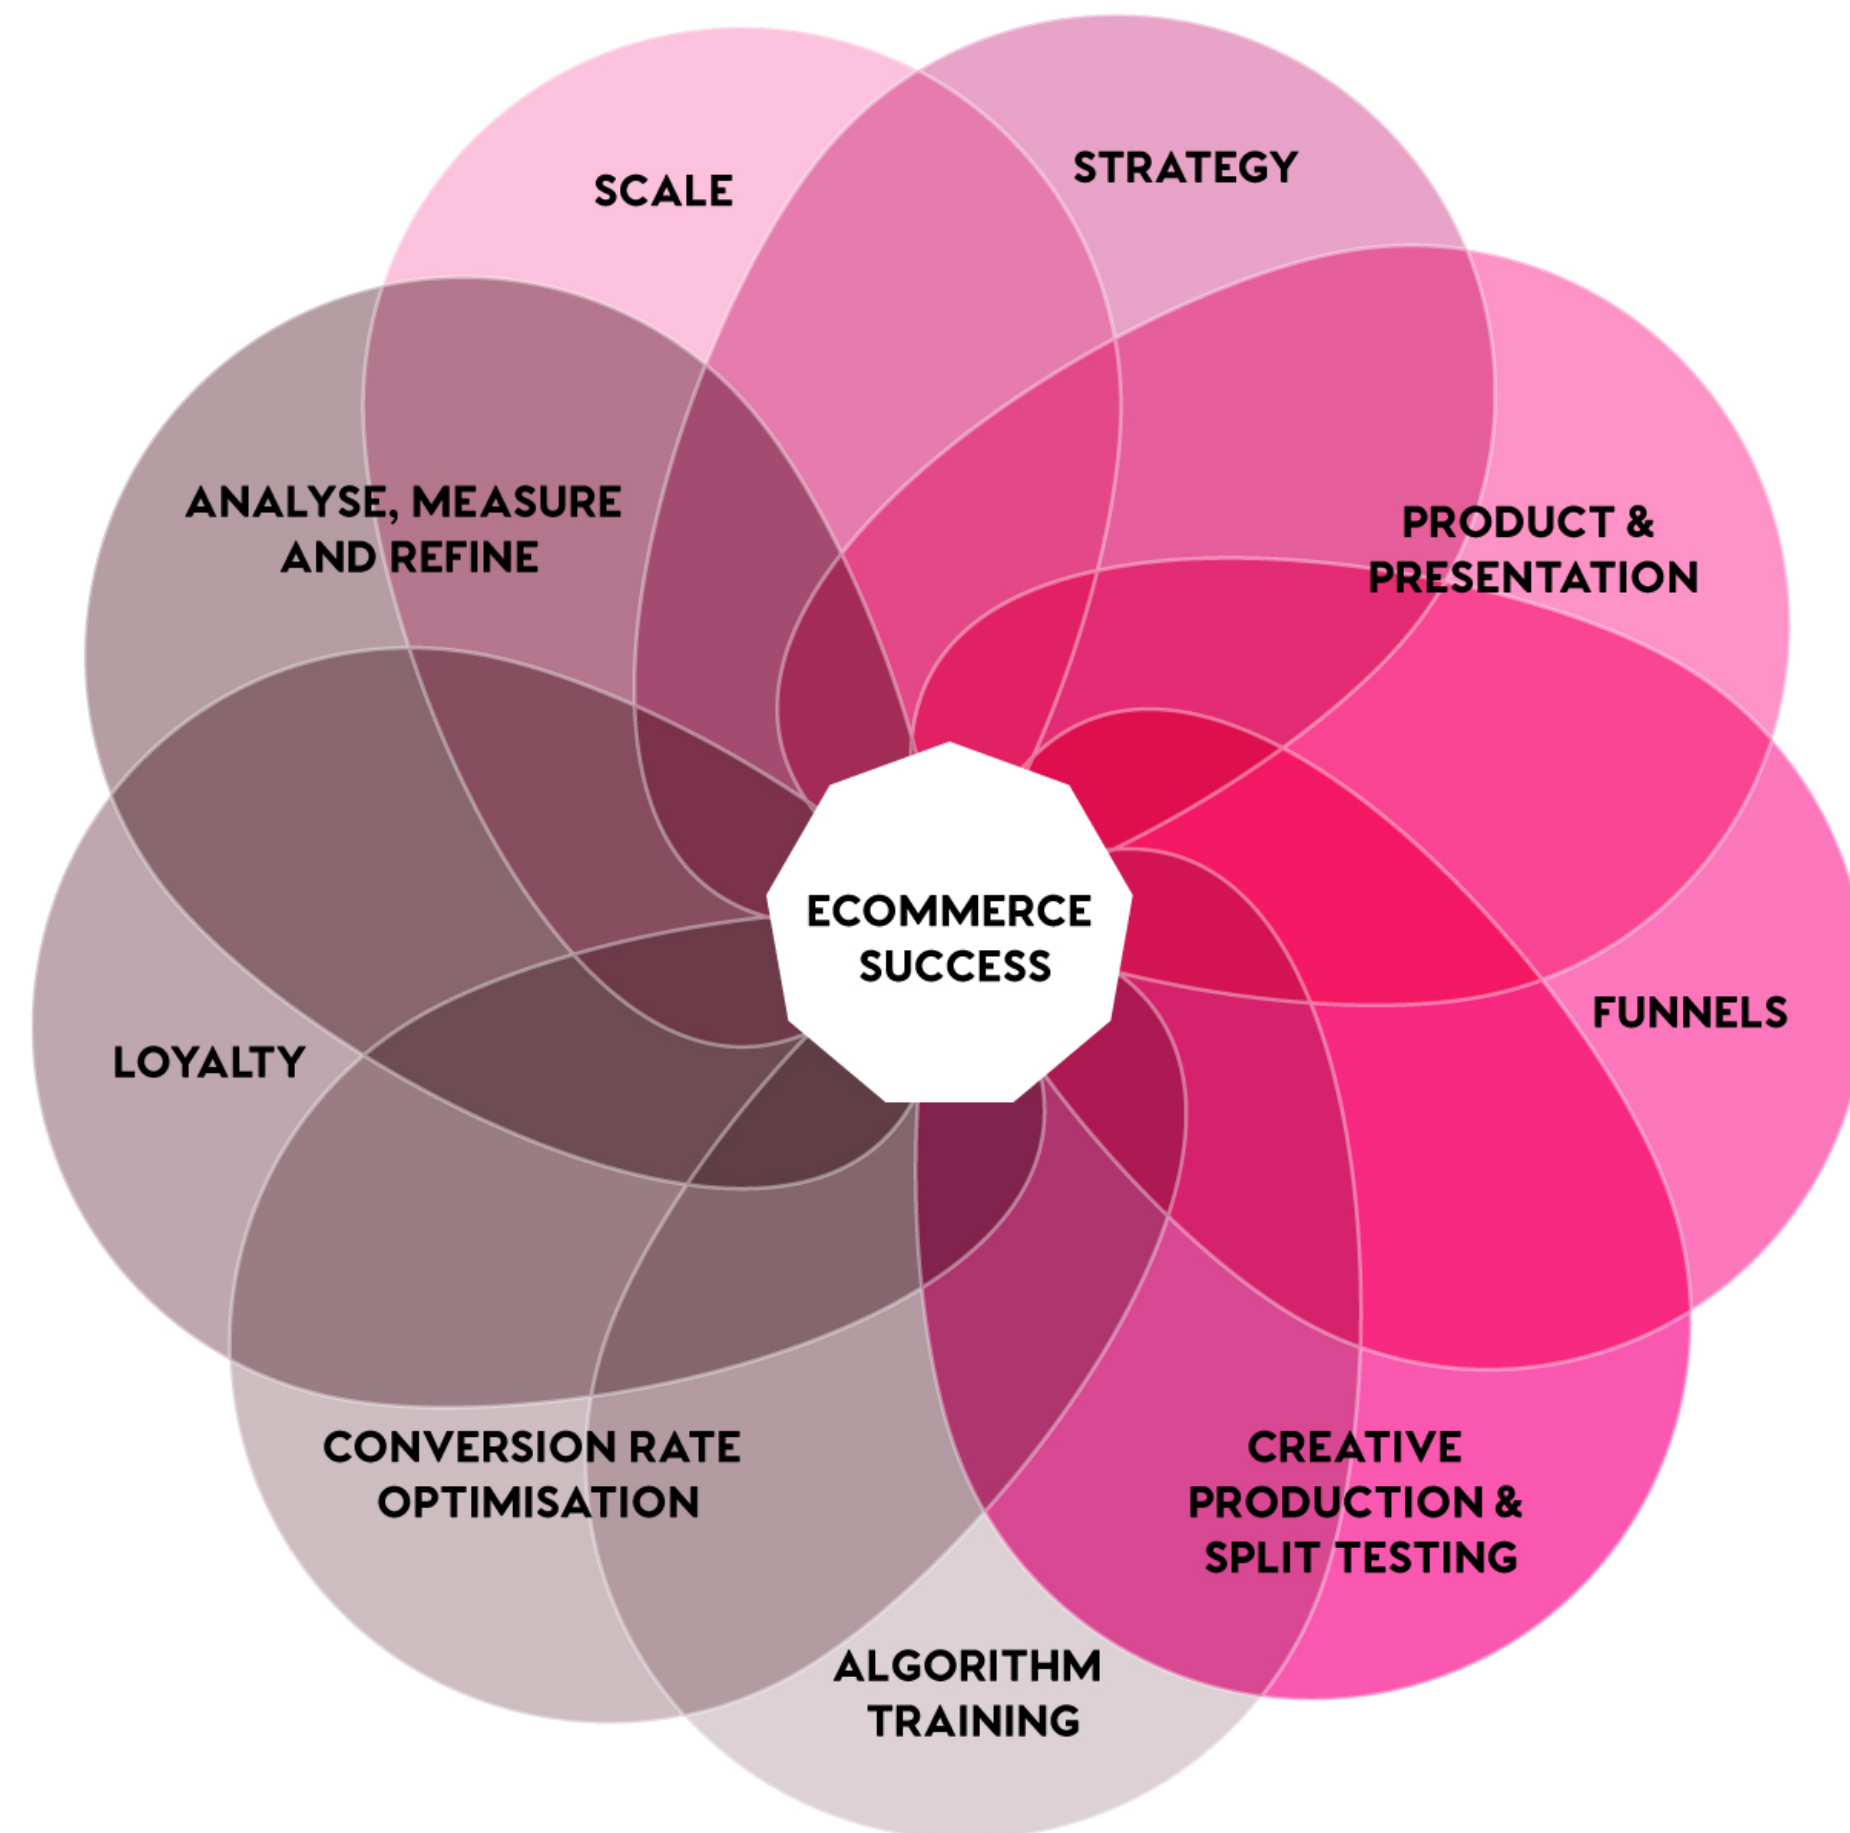 SCALE
STRATEGY
ANALYSE, MEASURE
AND REFINE
PRODUCT &
PRESENTATION
ECOMMERCE
SUCCESS
FUNNELS
LOYALTY
CONVERSION RATE
OPTIMISATION
CREATIVE
PRODUCTION &
SPLIT TESTING
ALGORITHM
TRAINING